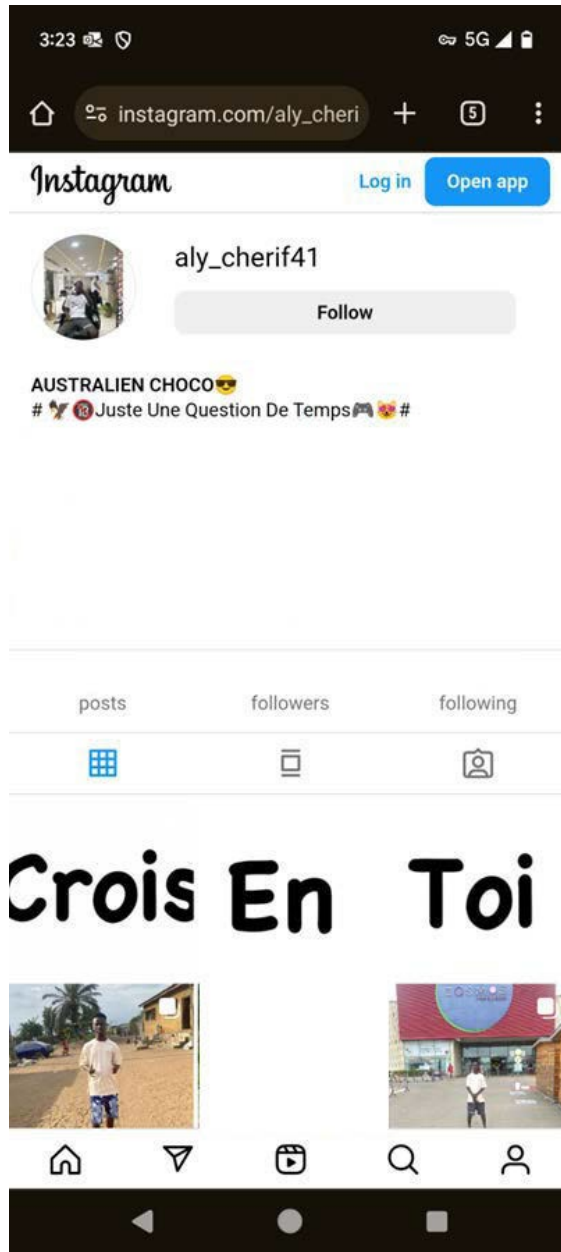 3:23 5G
instagram.com/aly_cheri 5
Instagram Log in Open app
aly_cherif41
Follow
AUSTRALIEN CHOCO😎
# 🦅🔞Juste Une Question De Temps🎮😻#
posts followers following
Crois En Toi